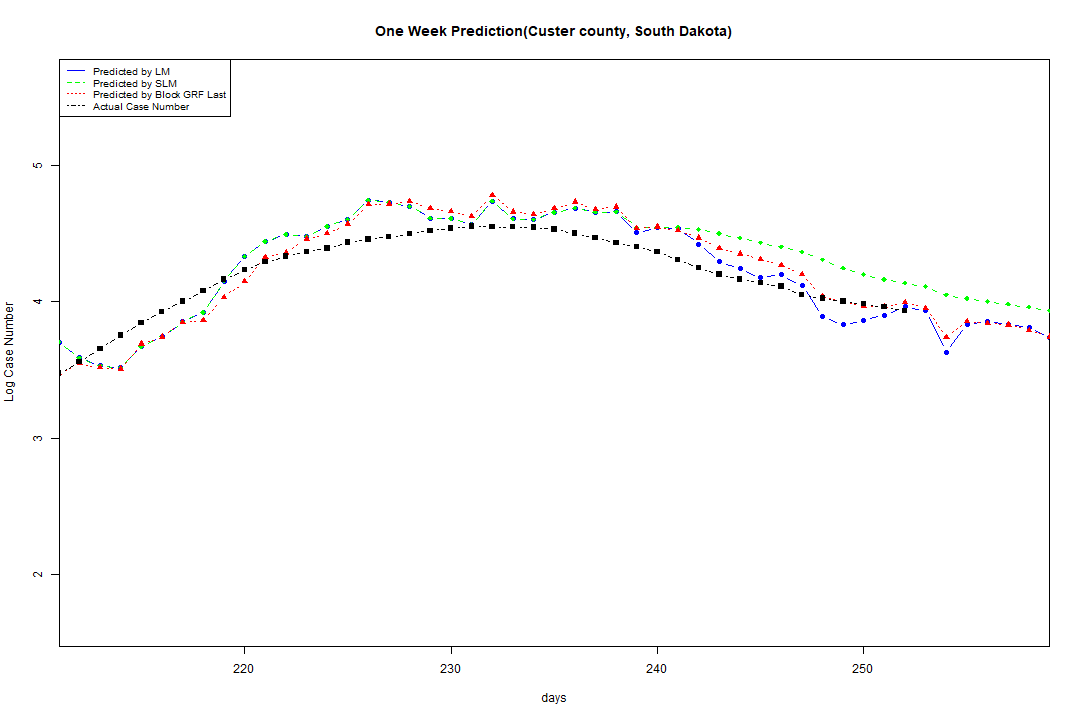 One Week Prediction(Custer county, South Dakota)
Predicted by LM
Predicted by SLM
Predicted by Block GRF Last
Actual Case Number
5
4
3
2
Log Case Number
220 230 240 250
days